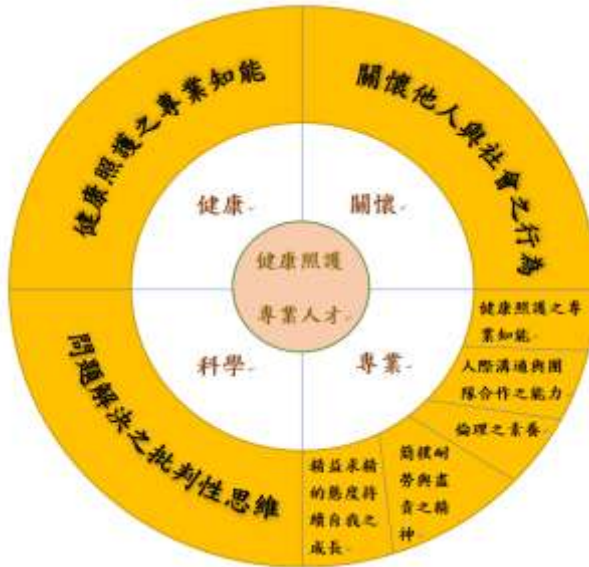 健康照護之專業知能
關懷他人與社會之行為
健康
關懷
健康照護
專業人才
科學
專業
健康照護之專
業知能
人際溝通與團
隊合作之能力
倫理之素養
簡樸耐
勞與盡
責之精
神
精益求精
的態度持
續自我之
成長
問題解決之批判性思維